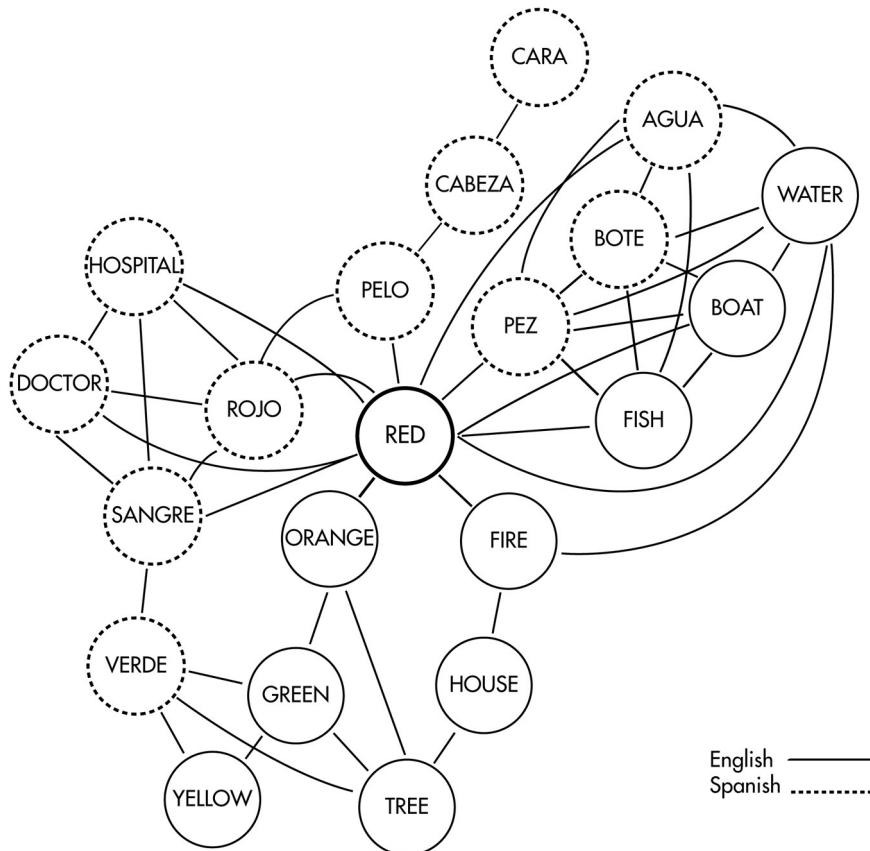 CARA
AGUA
CABEZA
WATER
BOTE
HOSPITAL
PELO
BOAT
PEZ
DOCTOR
ROJO
FISH
RED
SANGRE
ORANGE
FIRE
VERDE
GREEN
HOUSE
YELLOW
TREE
English
Spanish